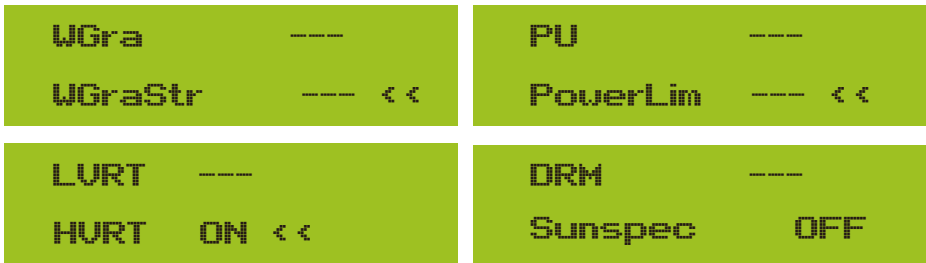 WGra ---
WGraStr --- <<
PU ---
PowerLim --- <<
LVRT ---
HVRT ON <<
DRM ---
Sunspec OFF